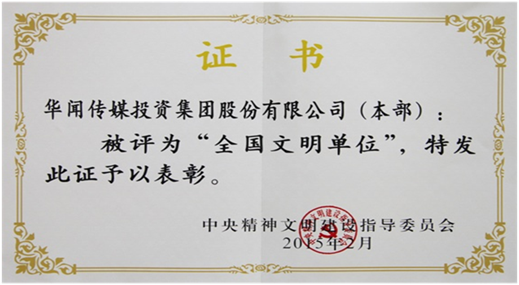 证书
华闻传媒投资集团股份有限公司（本部）：
被评为“全国文明单位”，特发
此证予以表彰。
中央精神文明建设指导委员会
2015年2月